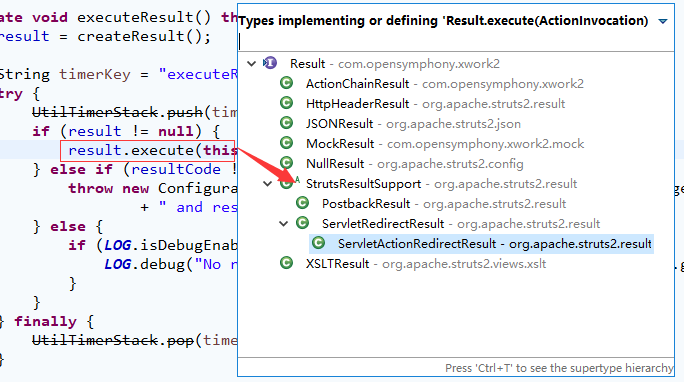 ate void executeResult() th
result = createResult();
String timerKey = "executeR
try {
UtilTimerStack.push(tim
if (result != null) {
result.execute(this
} else if (resultCode !
throw new Configura
+ " and res
} else {
if (LOG.isDebugEnab
LOG.debug("No r
}
}
} finally {
UtilTimerStack.pop(time
}
Types implementing or defining 'Result.execute(ActionInvocation)
Result - com.opensymphony.xwork2
ActionChainResult - com.opensymphony.xwork2
HttpHeaderResult - org.apache.struts2.result
JSONResult - org.apache.struts2.json
MockResult - com.opensymphony.xwork2.mock
NullResult - org.apache.struts2.config
StrutsResultSupport - org.apache.struts2.result
PostbackResult - org.apache.struts2.result
ServletRedirectResult - org.apache.struts2.result
ServletActionRedirectResult - org.apache.struts2.result
XSLTResult - org.apache.struts2.views.xslt
Press 'Ctrl+T' to see the supertype hierarchy